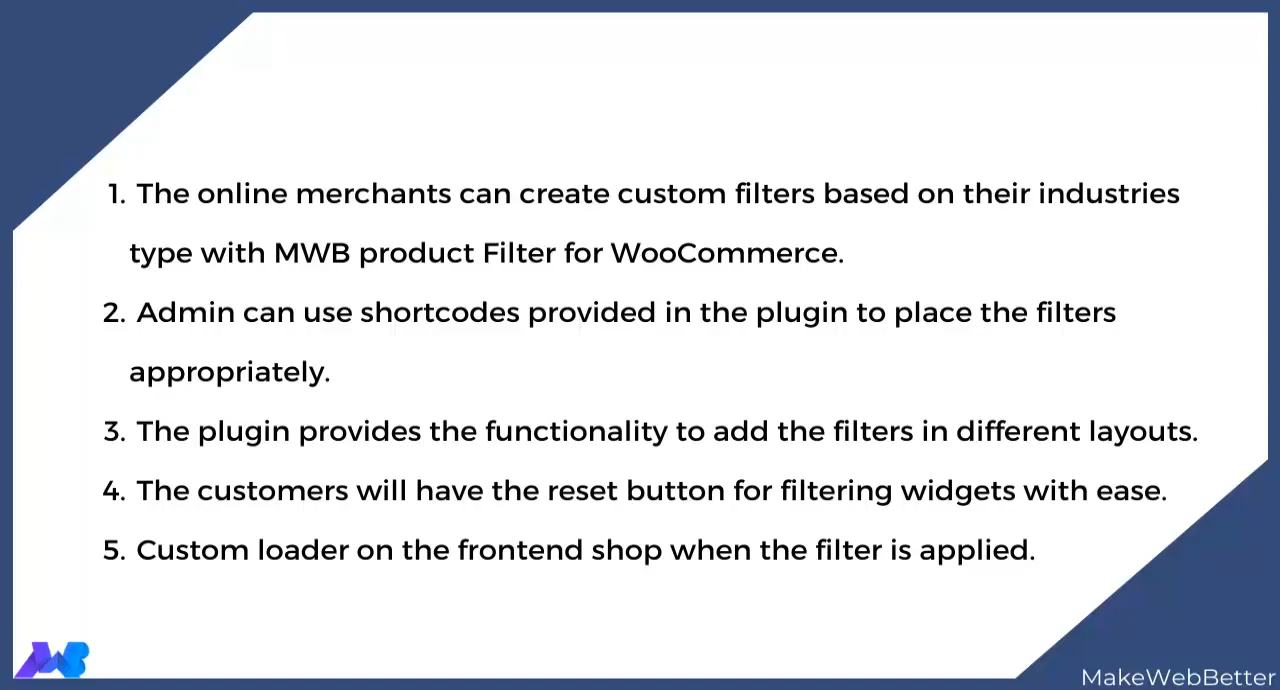 1. The online merchants can create custom filters based on their industries
type with MWB product Filter for WooCommerce.
2. Admin can use shortcodes provided in the plugin to place the filters
appropriately.
3. The plugin provides the functionality to add the filters in different layouts.
4. The customers will have the reset button for filtering widgets with ease.
5. Custom loader on the frontend shop when the filter is applied.
MWB
MakeWebBetter